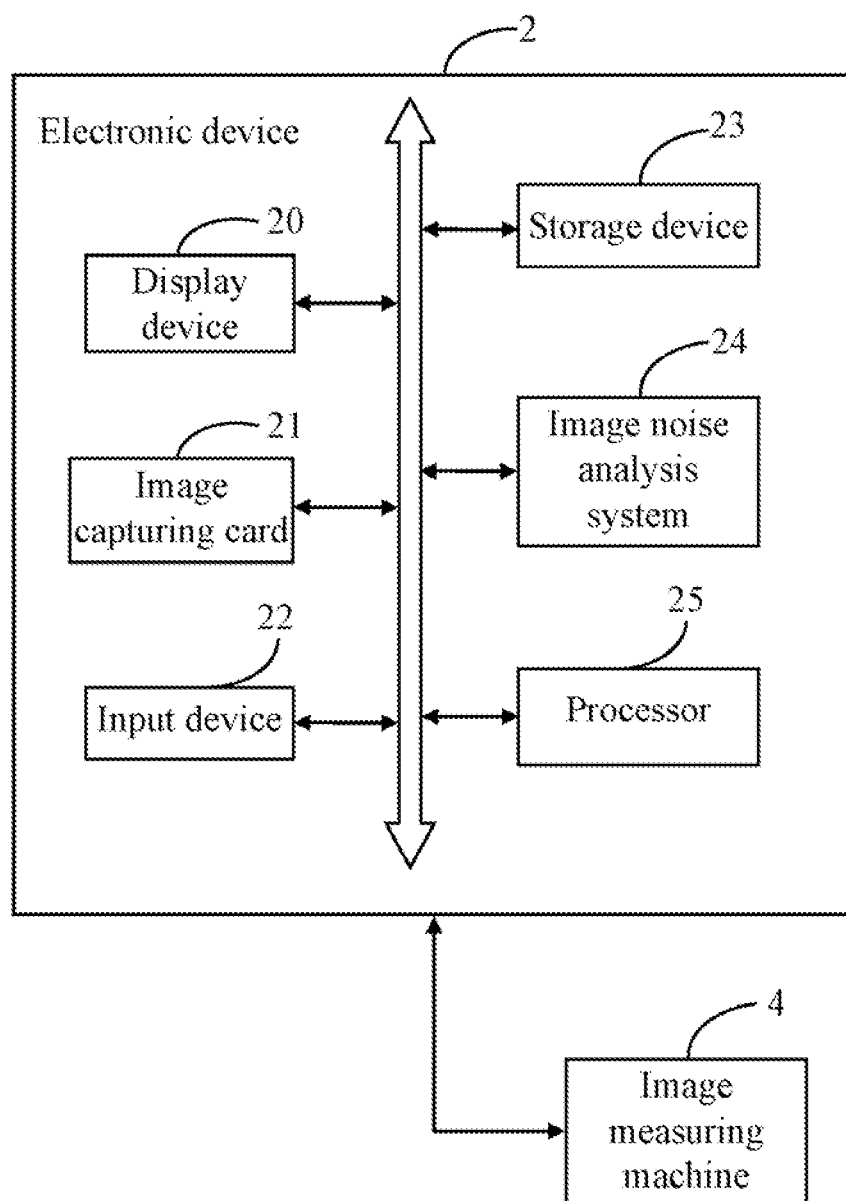 2
Electronic device
23
Storage device
20
Display
device
24
Image noise
analysis
system
21
Image
capturing card
22
Input device
25
Processor
4
Image
measuring
machine